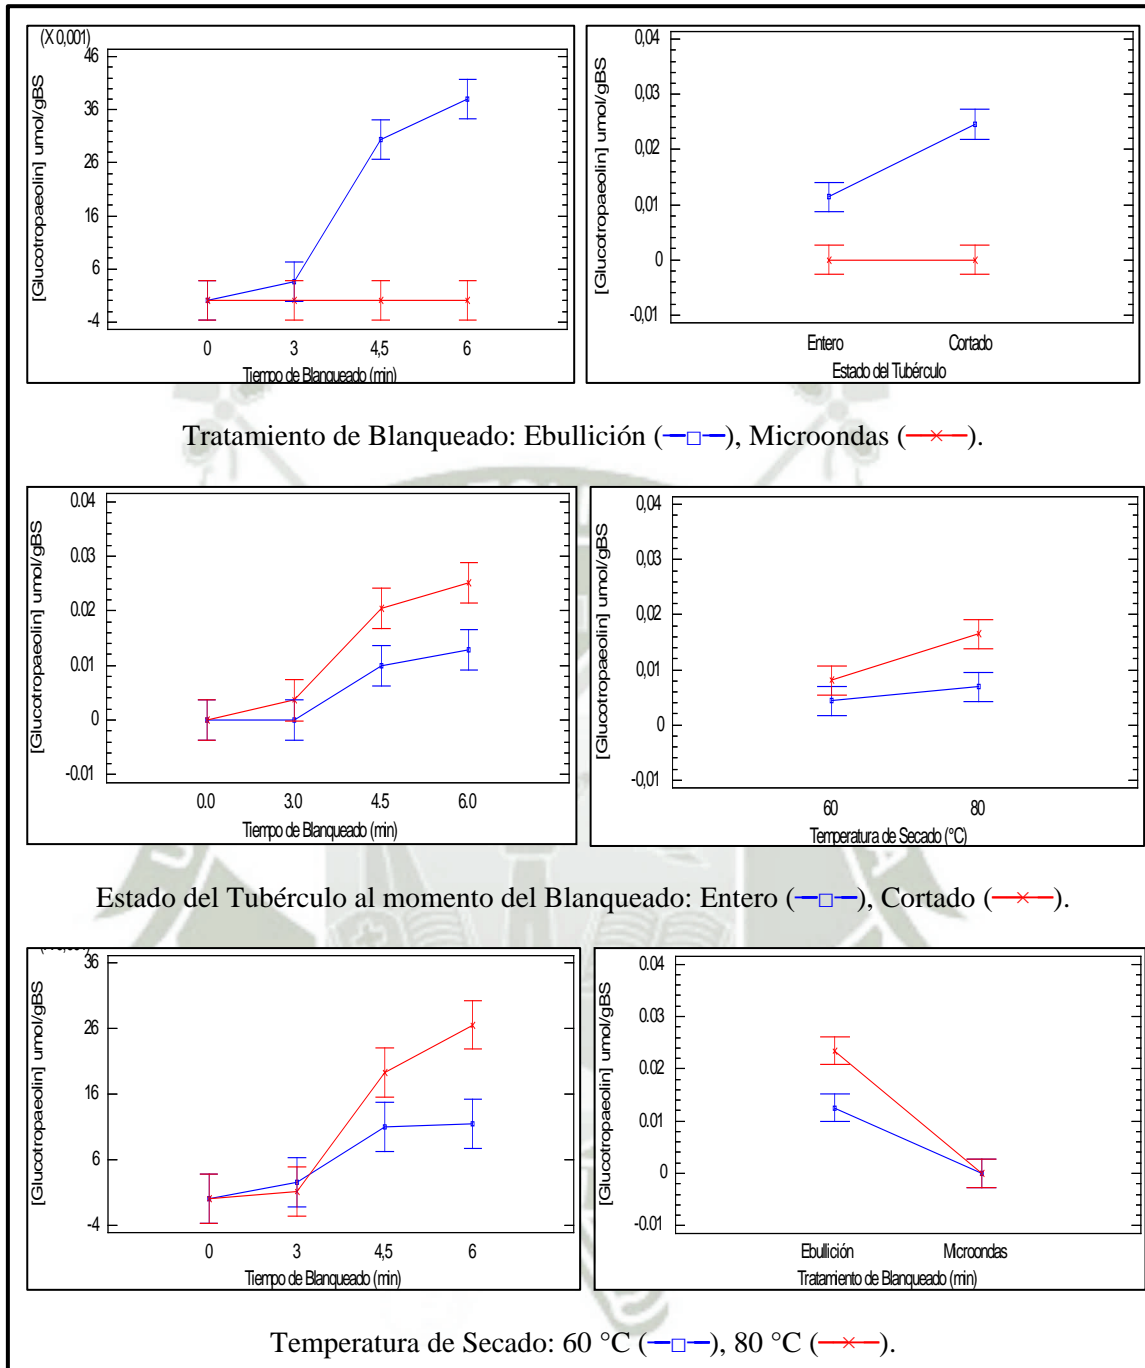 (X 0,001)
[Glucotropaeolin] umol/gBS
46
36
26
16
6
-4
0 3 4,5 6
Tiempo de Blanqueado (min)
[Glucotropaeolin] umol/gBS
0,04
0,03
0,02
0,01
0
-0,01
Entero Cortado
Estado del Tubérculo
Tratamiento de Blanqueado: Ebullición (), Microondas ().
[Glucotropaeolin] umol/gBS
0.04
0.03
0.02
0.01
0
-0.01
0.0 3.0 4.5 6.0
Tiempo de Blanqueado (min)
[Glucotropaeolin] umol/gBS
0,04
0,03
0,02
0,01
0
-0,01
60 80
Temperatura de Secado (°C)
Estado del Tubérculo al momento del Blanqueado: Entero (), Cortado ().
[Glucotropaeolin] umol/gBS
36
26
16
6
-4
0 3 4,5 6
Tiempo de Blanqueado (min)
[Glucotropaeolin] umol/gBS
0.04
0.03
0.02
0.01
0
-0.01
Ebullición Microondas
Tratamiento de Blanqueado (min)
Temperatura de Secado: 60 °C (), 80 °C ().